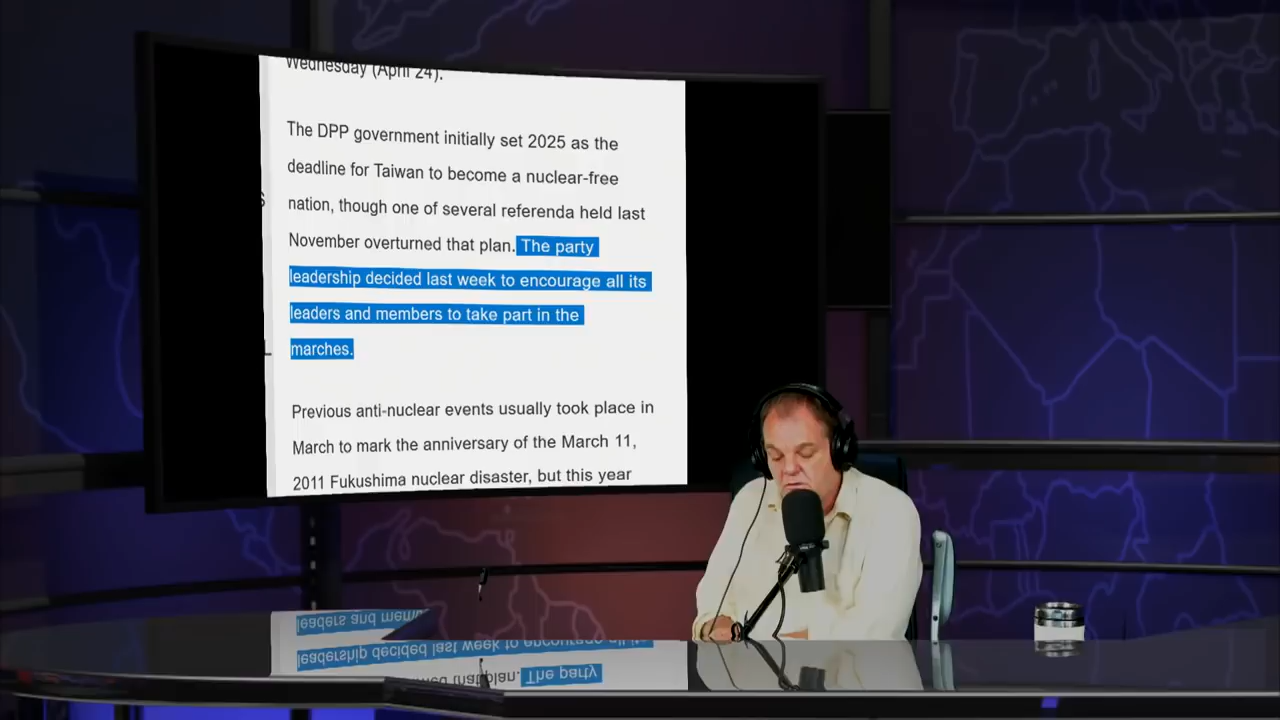 Wednesday (April 24).
The DPP government initially set 2025 as the
deadline for Taiwan to become a nuclear-free
nation, though one of several referenda held last
November overturned that plan. The party
leadership decided last week to encourage all its
leaders and members to take part in the
marches.
Previous anti-nuclear events usually took place in
March to mark the anniversary of the March 11,
2011 Fukushima nuclear disaster, but this year